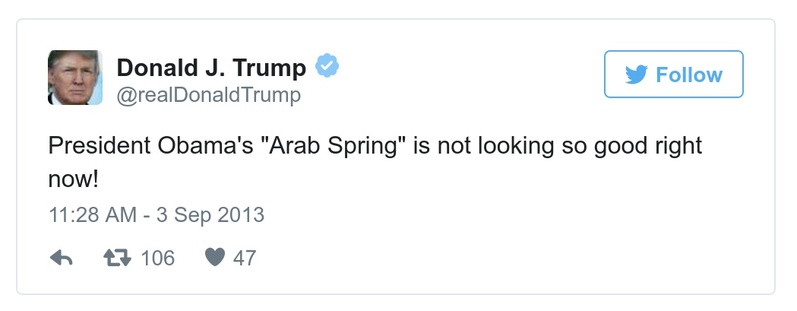 Donald J. Trump
@realDonaldTrump
Follow
President Obama's "Arab Spring" is not looking so good right
now!
11:28 AM - 3 Sep 2013
106 47